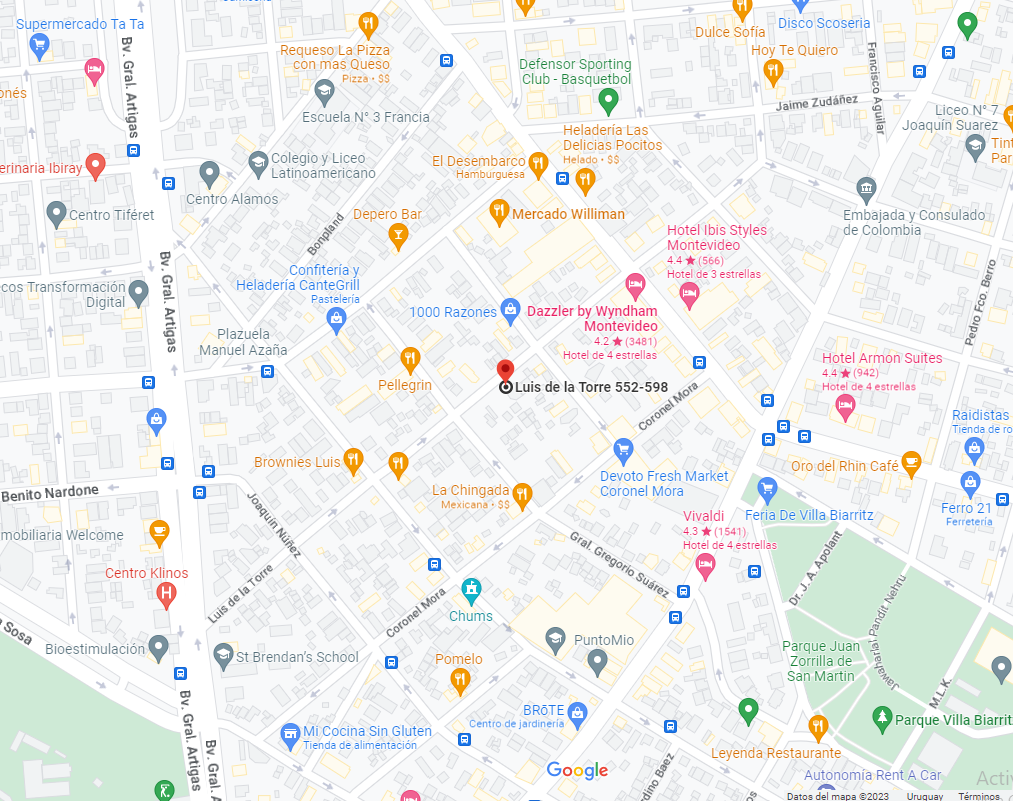 Supermercado Ta Ta
Disco Scoseria
Dulce Sofía
Requeso La Pizza
con mas Queso
Pizza • $$
Hoy Te Quiero
Defensor Sporting
Club - Basquetbol
Bv. Gral. Artigas
Francisco Aguilar
onés
Escuela N° 3 Francia
Jaime Zudáñez
Liceo N° 7
Joaquín Suarez
Heladería Las
Delicias Pocitos
Helado • $$
Tint
Par
Colegio y Liceo
Latinoamericano
El Desembarco
Hamburguesa
erinaria Ibiray
Centro Alamos
Centro Tiféret
Depero Bar
Mercado Williman
Embajada y Consulado
de Colombia
Bonpland
Hotel Ibis Styles
Montevideo
4.4 ★ (566)
Hotel de 3 estrellas
Bv. Gral. Artigas
Confitería y
Heladería CanteGrill
Pastelería
ecos Transformación
Digital
Pedro Fco. Berro
1000 Razones
Dazzler by Wyndham
Montevideo
4.2 ★ (3481)
Hotel de 4 estrellas
Plazuela
Manuel Azaña
Hotel Armon Suites
4.4 ★ (942)
Hotel de 4 estrellas
Pellegrin
Luis de la Torre 552-598
Coronel Mora
Raidistas
Tienda de ro
Brownies Luis
Oro del Rhin Café
Devoto Fresh Market
Coronel Mora
Benito Nardone
La Chingada
Mexicana • $$
Feria De Villa Biarritz
Ferro 21
Ferretería
Vivaldi
4.3 ★ (1541)
Hotel de 4 estrellas
Joaquín Núñez
mobiliaria Welcome
Gral. Gregorio Suárez
Dr. J. A. Apolant
Centro Klinos
Luis de la Torre
Coronel Mora
Chums
Jawaharlal Pandit Nehru
a Sosa
PuntoMio
Bioestimulación
St Brendan's School
Parque Juan
Zorrilla de
San Martin
Pomelo
M.L.K.
Bv. Gral. Artigas
Bv. Gral. Artigas
BRôTE
Centro de jardinería
Parque Villa Biarritz
Mi Cocina Sin Gluten
Tienda de alimentación
Leyenda Restaurante
Google
rdino Baez
Autonomía Rent A Car
Activ
Datos del mapa ©2023
Uruguay
Términos